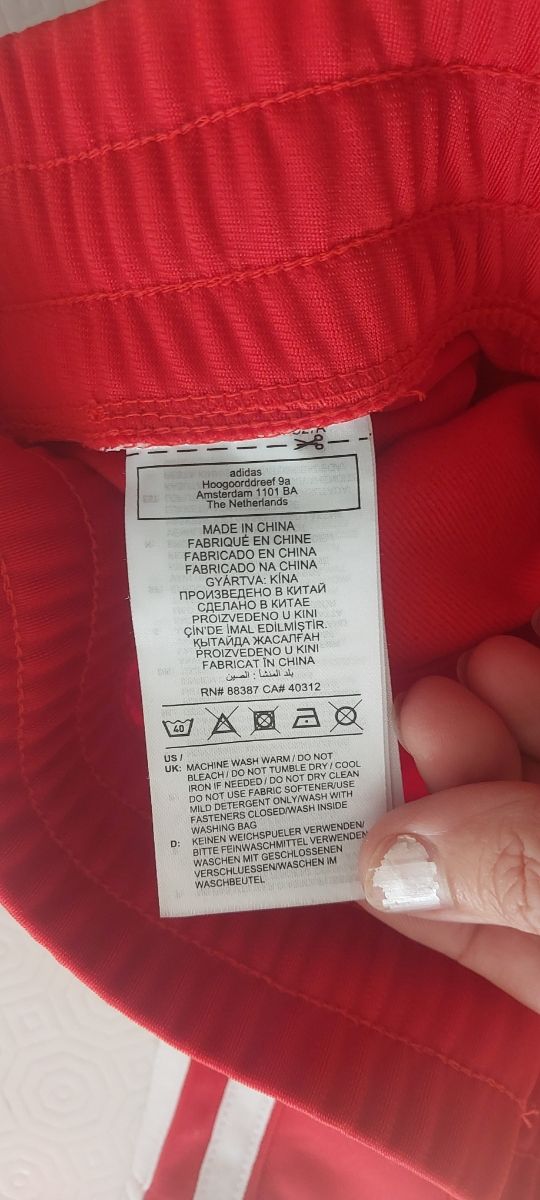 adidas
Hoogoorddreef 9a
Amsterdam 1101 BA
The Netherlands
MADE IN CHINA
FABRIQUÉ EN CHINE
FABRICADO EN CHINA
FABRICADO NA CHINA
GYÁRTVA: KÍNA
ПРОИЗВЕДЕНО В КИТАЙ
СДЕЛАНО В КИТАЕ
PROIZVEDENO U KINI
ÇİN'DE İMAL EDİLMİŞTİR.
ҚЫТАЙДА ЖАСАЛҒАН
PROIZVEDENO U KINI
FABRICAT ÎN CHINA
بلد المنشأ : الصين
RN# 88387 CA# 40312
40
US /
UK: MACHINE WASH WARM / DO NOT
BLEACH / DO NOT TUMBLE DRY / COOL
IRON IF NEEDED / DO NOT DRY CLEAN
DO NOT USE FABRIC SOFTENER/USE
MILD DETERGENT ONLY/WASH WITH
FASTENERS CLOSED/WASH INSIDE
WASHING BAG
D: KEINEN WEICHSPUELER VERWENDEN/
BITTE FEINWASCHMITTEL VERWENDEN/
WASCHEN MIT GESCHLOSSENEN
VERSCHLUESSEN/WASCHEN IM
WASCHBEUTEL